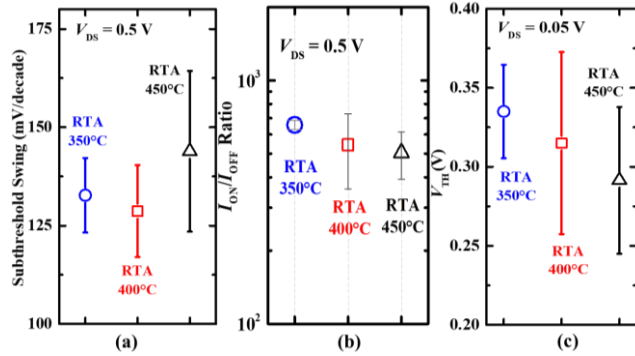 (a)
V_DS = 0.5 V
RTA
450°C
RTA
350°C
RTA
400°C
Subthreshold Swing (mV/decade)
175
150
125
100
(a)
(b)
V_DS = 0.5 V
RTA
350°C
RTA
400°C
RTA
450°C
I_ON/I_OFF Ratio
10^3
10^2
(b)
(c)
V_DS = 0.05 V
RTA
450°C
RTA
350°C
RTA
400°C
V_TH (V)
0.40
0.35
0.30
0.25
0.20
(c)